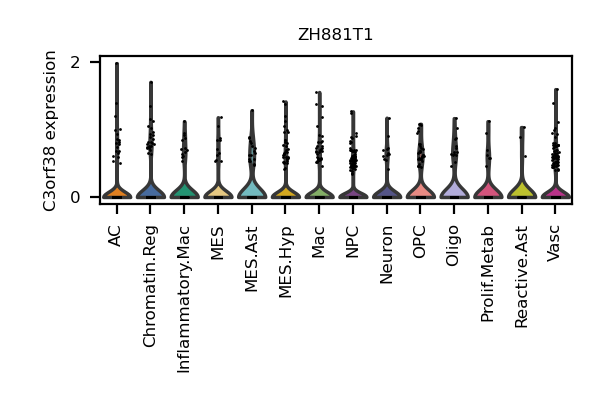 ZH881T1
C3orf38 expression
2
0
AC
Chromatin.Reg
Inflammatory.Mac
MES
MES.Ast
MES.Hyp
Mac
NPC
Neuron
OPC
Oligo
Prolif.Metab
Reactive.Ast
Vasc